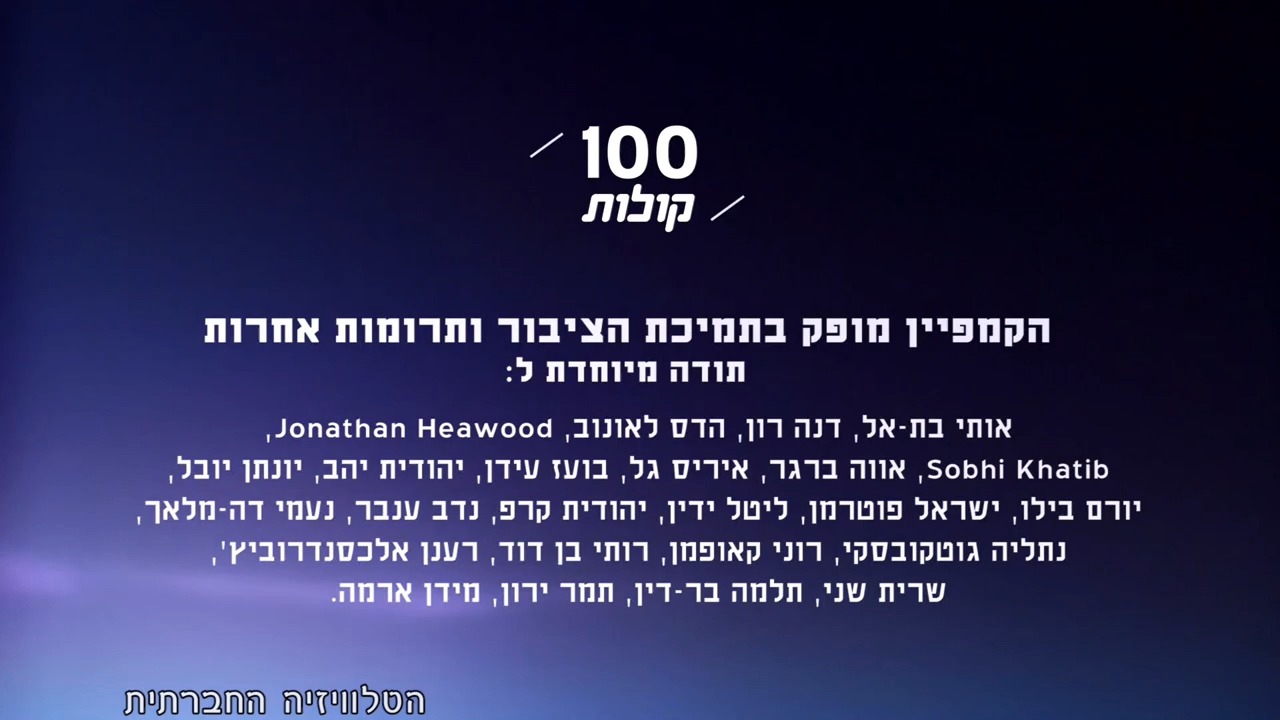 100
קולות
הקמפיין מופק בתמיכת הציבור ותרומות אחרות
תודה מיוחדת ל:
אותי בת-אל, דנה רון, הדס לאונוב, Jonathan Heawood,
Sobhi Khatib, אווה ברגר, איריס גל, בועז עידן, יהודית יהב, יונתן יובל,
יורם בילו, ישראל פוטרמן, ליטל ידין, יהודית קרפ, נדב ענבר, נעמי דה-מלאך,
נתליה גוטקובסקי, רוני קאופמן, רותי בן דוד, רענן אלכסנדרוביץ',
שרית שני, תלמה בר-דין, תמר ירון, מידן ארמה.
הטלוויזיה החברתית